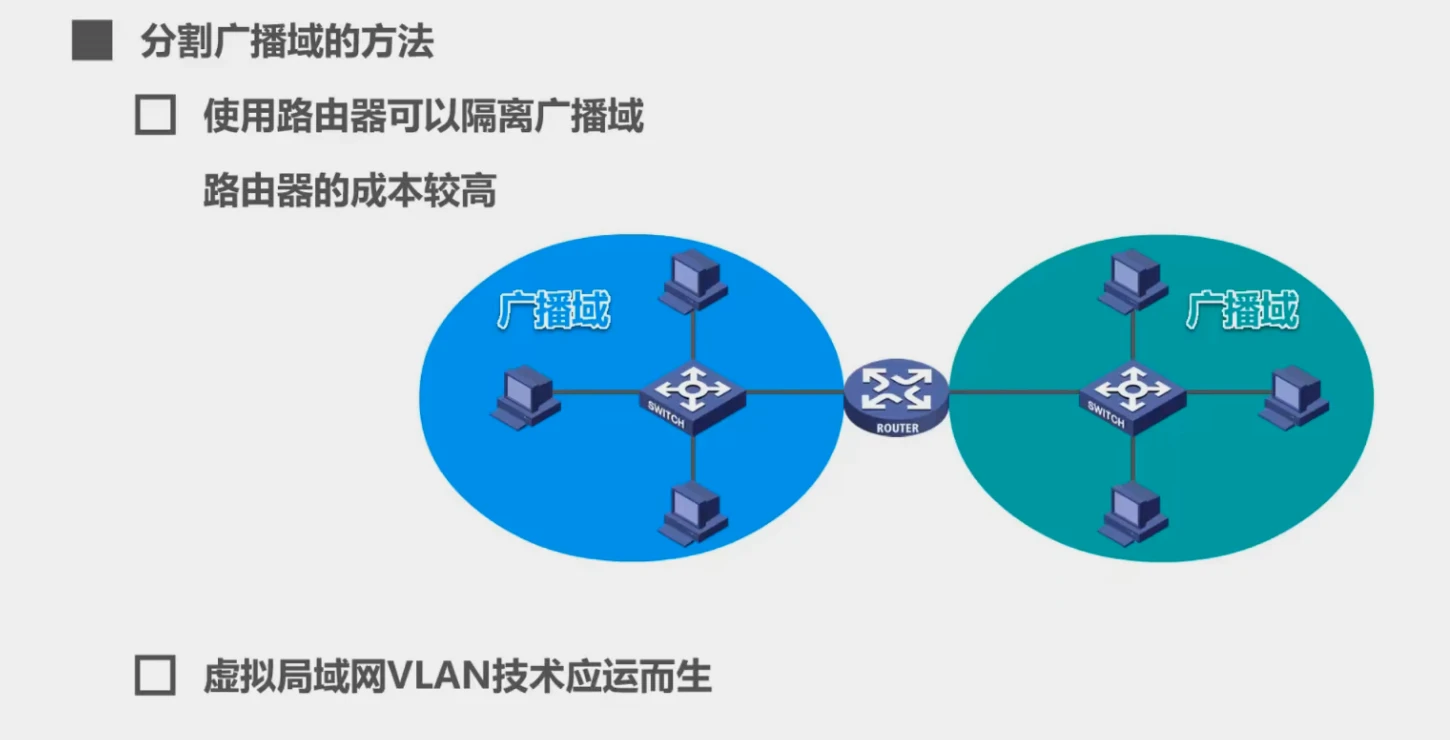 分割广播域的方法
使用路由器可以隔离广播域
路由器的成本较高
广播域
广播域
SWITCH
ROUTER
SWITCH
虚拟局域网VLAN技术应运而生